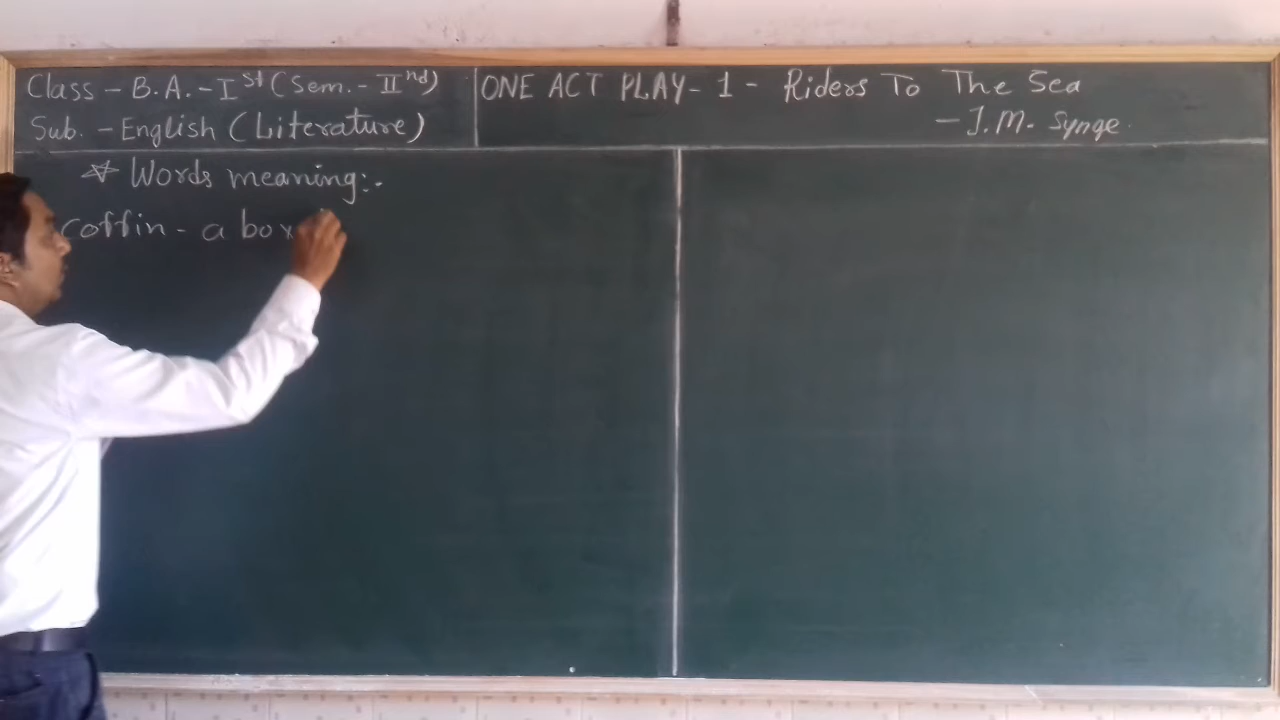 Class - B.A. - Ist (Sem. - IInd)
Sub. - English (Literature)
ONE ACT PLAY - 1 - Riders To The Sea
- J.M. Synge.
☆ Words meaning:-
coffin - a box